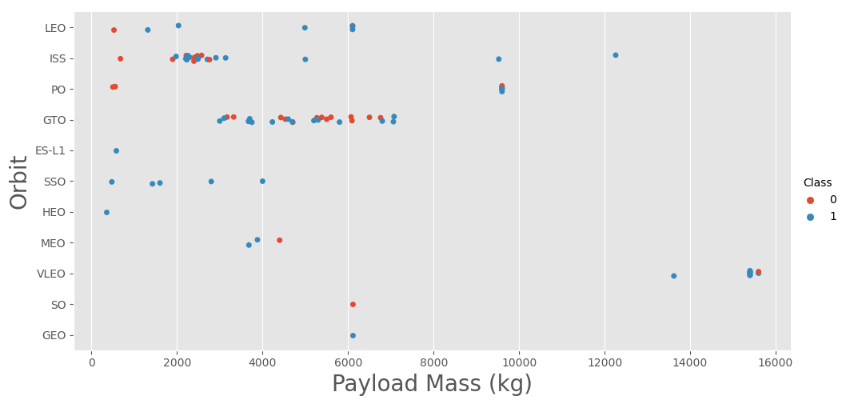 LEO
ISS
PO
GTO
ES-L1
SSO
HEO
MEO
VLEO
SO
GEO
Orbit
0 2000 4000 6000 8000 10000 12000 14000 16000
Payload Mass (kg)
Class
0
1